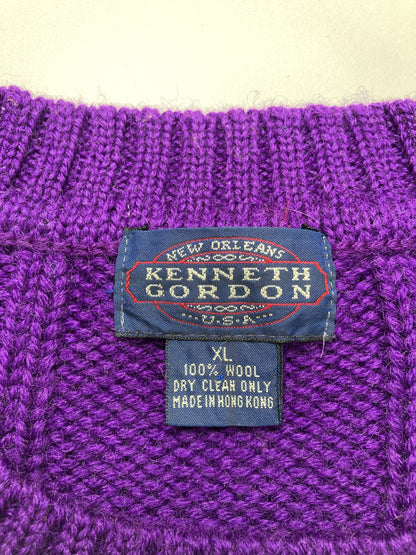 NEW ORLEANS
KENNETH
GORDON
U.S.A.
XL
100% WOOL
DRY CLEAN ONLY
MADE IN HONG KONG